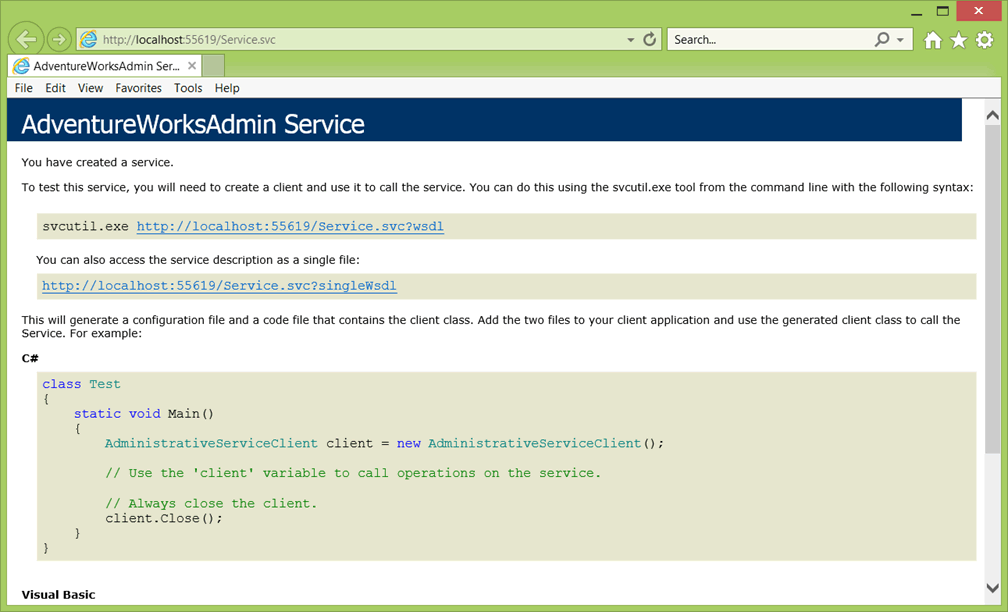 http://localhost:55619/Service.svc
Search...
AdventureWorksAdmin Ser...
File Edit View Favorites Tools Help
AdventureWorksAdmin Service
You have created a service.
To test this service, you will need to create a client and use it to call the service. You can do this using the svcutil.exe tool from the command line with the following syntax:
svcutil.exe http://localhost:55619/Service.svc?wsdl
You can also access the service description as a single file:
http://localhost:55619/Service.svc?singleWsdl
This will generate a configuration file and a code file that contains the client class. Add the two files to your client application and use the generated client class to call the
Service. For example:
C#
class Test
{
    static void Main()
    {
        AdministrativeServiceClient client = new AdministrativeServiceClient();
        // Use the 'client' variable to call operations on the service.
        // Always close the client.
        client.Close();
    }
}
Visual Basic